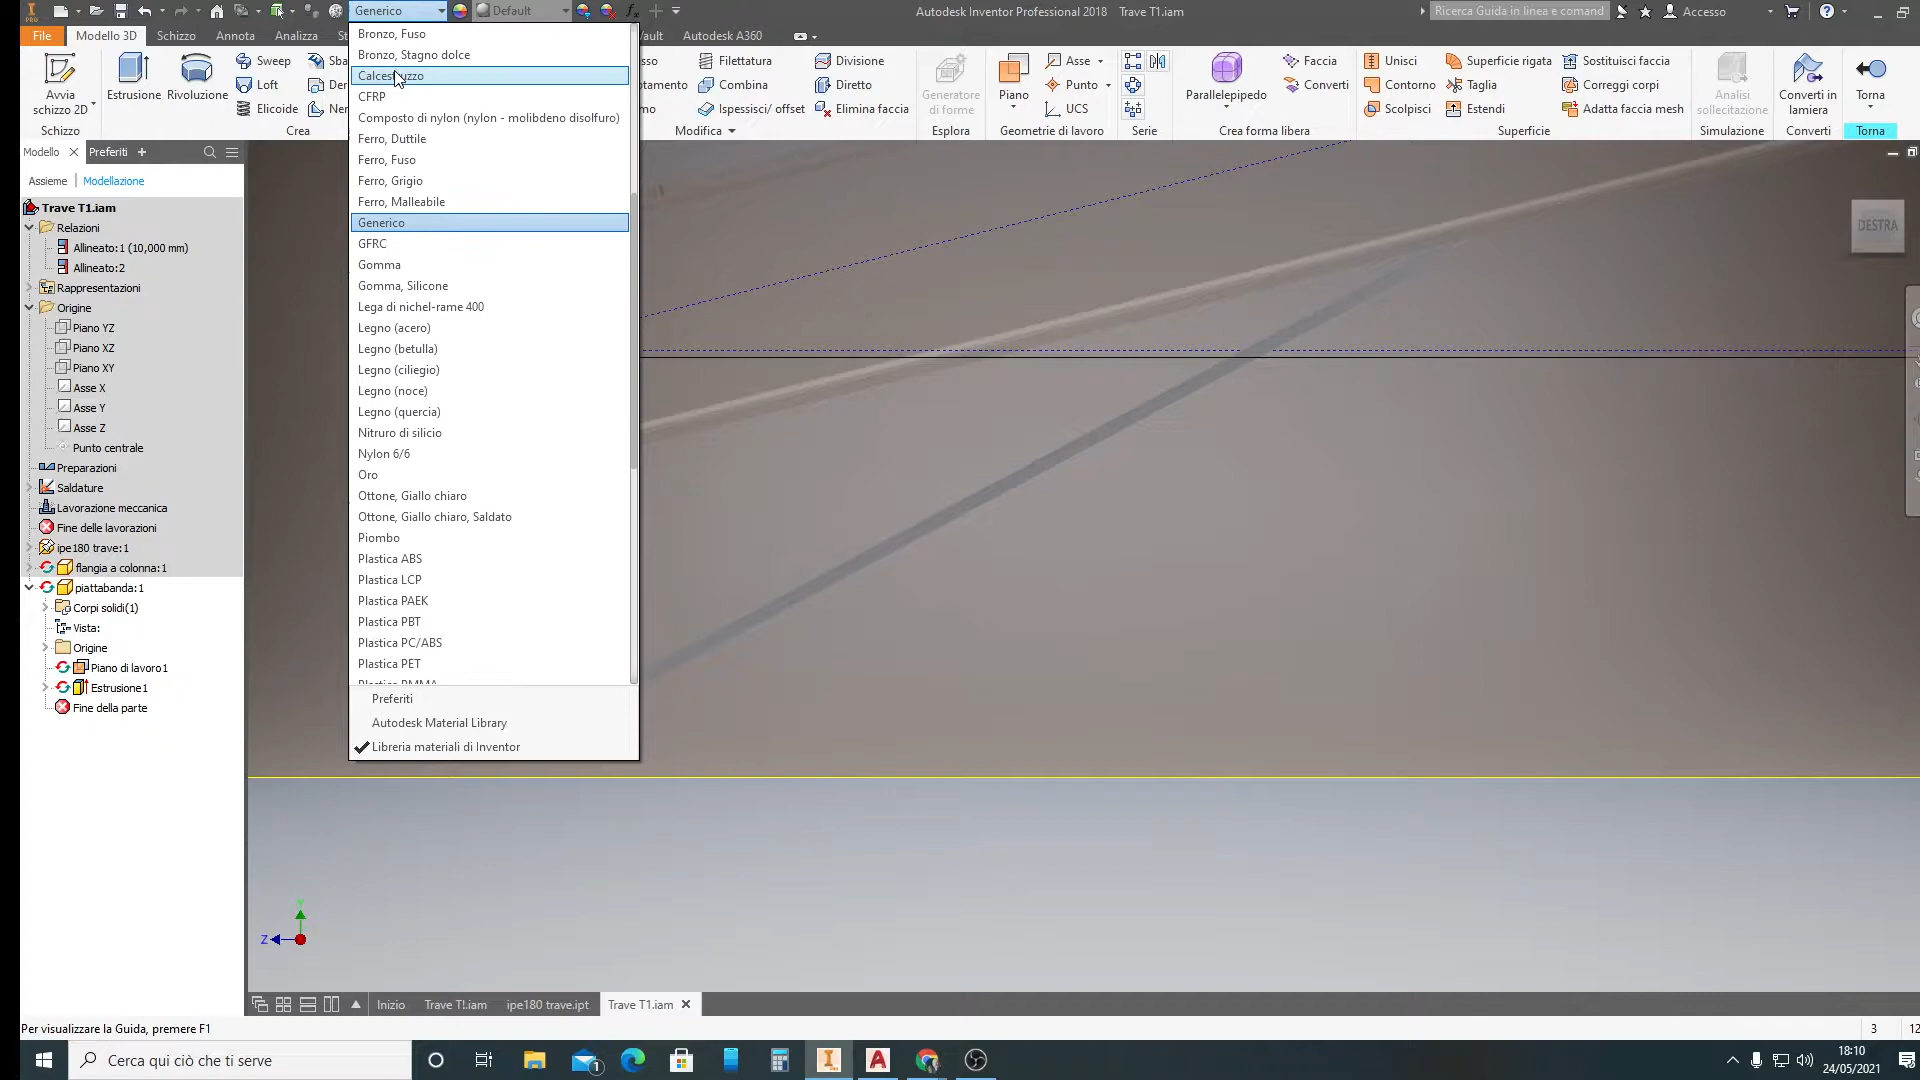 Generico
Default
Autodesk Inventor Professional 2018
Trave T1.iam
Ricerca Guida in linea e comand
Accesso
File
Modello 3D
Schizzo
Annota
Analizza
Autodesk A360
Avvia
schizzo 2D
Estrusione
Rivoluzione
Sweep
Loft
Elicoide
Schizzo
Crea
Filettatura
Combina
Ispessisci/ offset
Divisione
Diretto
Elimina faccia
Modifica
Generatore
di forme
Esplora
Piano
Asse
Punto
UCS
Geometrie di lavoro
Serie
Parallelepipedo
Faccia
Converti
Crea forma libera
Unisci
Contorno
Scolpisci
Superficie rigata
Taglia
Estendi
Sostituisci faccia
Correggi corpi
Adatta faccia mesh
Superficie
Analisi
sollecitazione
Simulazione
Converti in
lamiera
Converti
Torna
Torna
Modello
Preferiti
Assieme
Modellazione
Trave T1.iam
Relazioni
Allineato:1 (10,000 mm)
Allineato:2
Rappresentazioni
Origine
Piano YZ
Piano XZ
Piano XY
Asse X
Asse Y
Asse Z
Punto centrale
Preparazioni
Saldature
Lavorazione meccanica
Fine delle lavorazioni
ipe180 trave:1
flangia a colonna:1
piattabanda:1
Corpi solidi(1)
Vista:
Origine
Piano di lavoro1
Estrusione1
Fine della parte
Bronzo, Fuso
Bronzo, Stagno dolce
Calcestruzzo
CFRP
Composto di nylon (nylon - molibdeno disolfuro)
Ferro, Duttile
Ferro, Fuso
Ferro, Grigio
Ferro, Malleabile
Generico
GFRC
Gomma
Gomma, Silicone
Lega di nichel-rame 400
Legno (acero)
Legno (betulla)
Legno (ciliegio)
Legno (noce)
Legno (quercia)
Nitruro di silicio
Nylon 6/6
Oro
Ottone, Giallo chiaro
Ottone, Giallo chiaro, Saldato
Piombo
Plastica ABS
Plastica LCP
Plastica PAEK
Plastica PBT
Plastica PC/ABS
Plastica PET
Plastica PMMA
Preferiti
Autodesk Material Library
Libreria materiali di Inventor
DESTRA
Y
Z
Inizio
Trave T!.iam
ipe180 trave.ipt
Trave T1.iam
Per visualizzare la Guida, premere F1
3
12
Cerca qui ciò che ti serve
18:10
24/05/2021